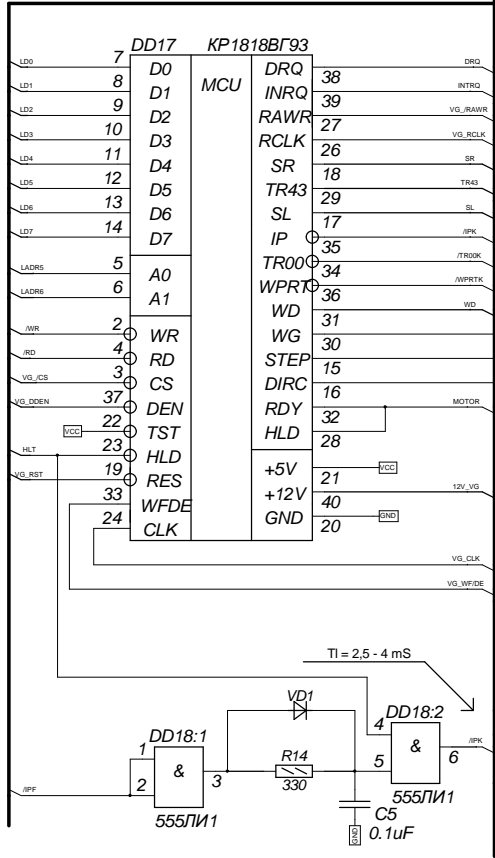 DD17 КР1818ВГ93
LD0 7 D0 MCU DRQ 38 DRQ
LD1 8 D1 INRQ 39 INTRQ
LD2 9 D2 RAWR 27 VG_/RAWR
LD3 10 D3 RCLK 26 VG_RCLK
LD4 11 D4 SR 18 SR
LD5 12 D5 TR43 29 TR43
LD6 13 D6 SL 17 SL
LD7 14 D7 IP 35 /IPK
TR00 34 /TR00K
LADR5 5 A0
LADR6 6 A1 WPRT 36 /WPRTK
WD 31 WD
/WR 2 WR WG 30
/RD 4 RD STEP 15
VG_/CS 3 CS DIRC 16
VG_DDEN 37 DEN RDY 32 MOTOR
VCC 22 TST HLD 28
HLT 23 HLD
VG_RST 19 RES +5V 21 VCC
33 WFDE +12V 40 12V_VG
24 CLK GND 20 GND
VG_CLK
VG_WF/DE
TI = 2,5 - 4 mS
VD1
DD18:2
4
DD18:1
1 & R14 & 6 /IPK
5
/IPF 2 3 330
555ЛИ1
C5
555ЛИ1
GND 0.1uF